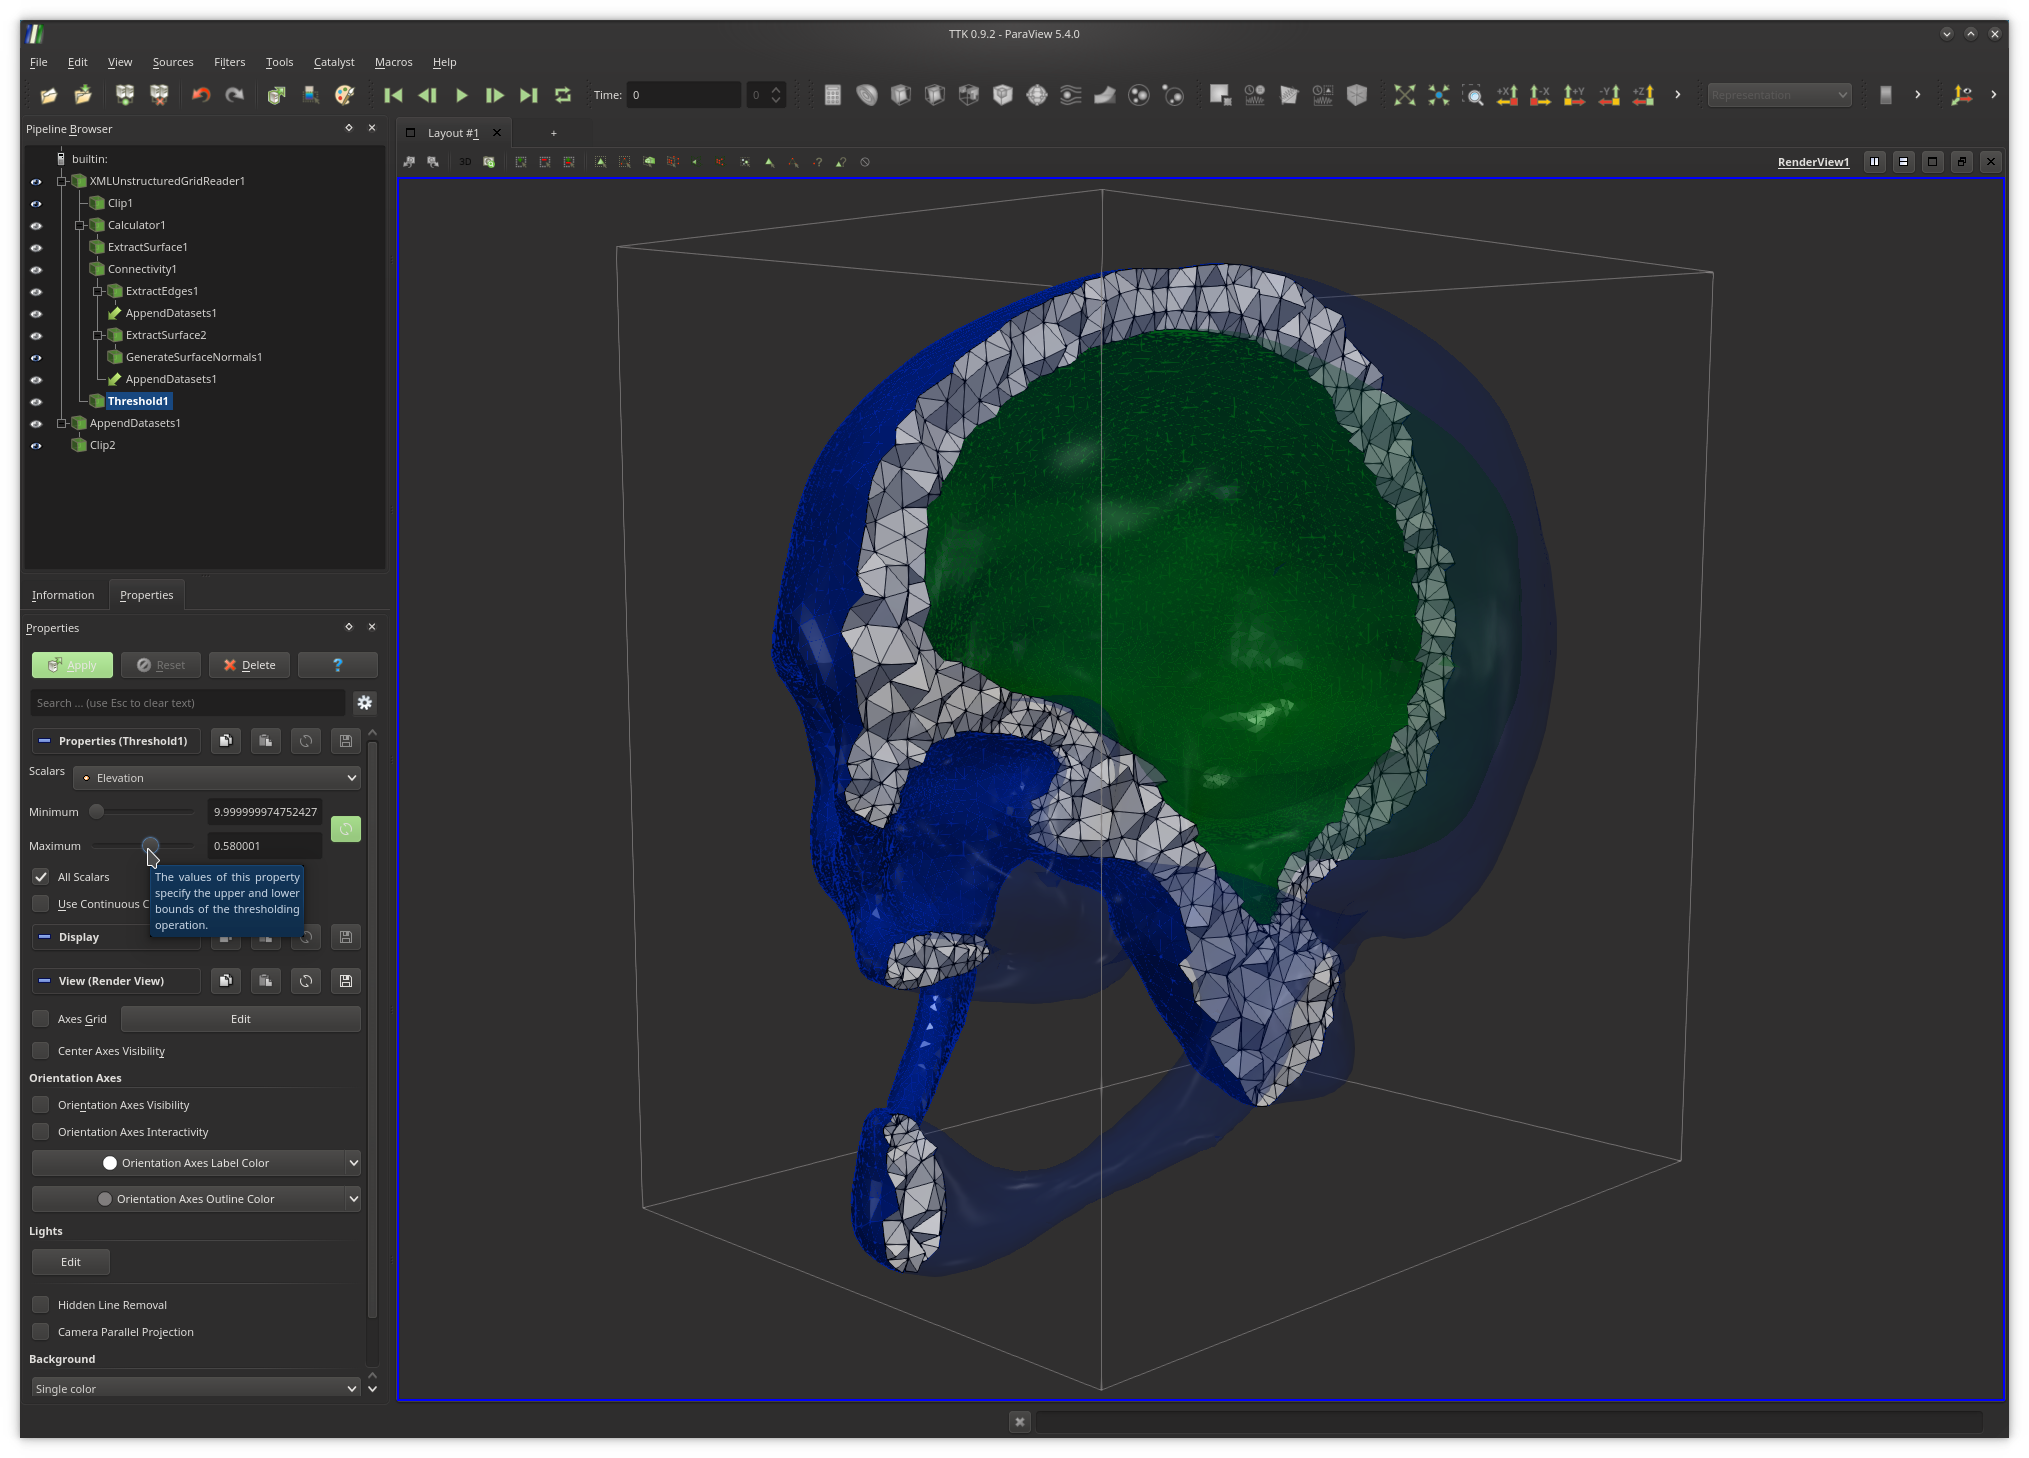 TTK 0.9.2 - ParaView 5.4.0
File Edit View Sources Filters Tools Catalyst Macros Help
Time: 0 0 +X -X +Y -Y +Z Representation
Pipeline Browser
Layout #1 +
3D
RenderView1
builtin:
XMLUnstructuredGridReader1
Clip1
Calculator1
ExtractSurface1
Connectivity1
ExtractEdges1
AppendDatasets1
ExtractSurface2
GenerateSurfaceNormals1
AppendDatasets1
Threshold1
AppendDatasets1
Clip2
Information Properties
Properties
Apply Reset Delete ?
Search ... (use Esc to clear text)
Properties (Threshold1)
Scalars Elevation
Minimum 9.999999974752427
Maximum 0.580001
All Scalars
Use Continuous C
The values of this property
specify the upper and lower
bounds of the thresholding
operation.
Display
View (Render View)
Axes Grid Edit
Center Axes Visibility
Orientation Axes
Orientation Axes Visibility
Orientation Axes Interactivity
Orientation Axes Label Color
Orientation Axes Outline Color
Lights
Edit
Hidden Line Removal
Camera Parallel Projection
Background
Single color